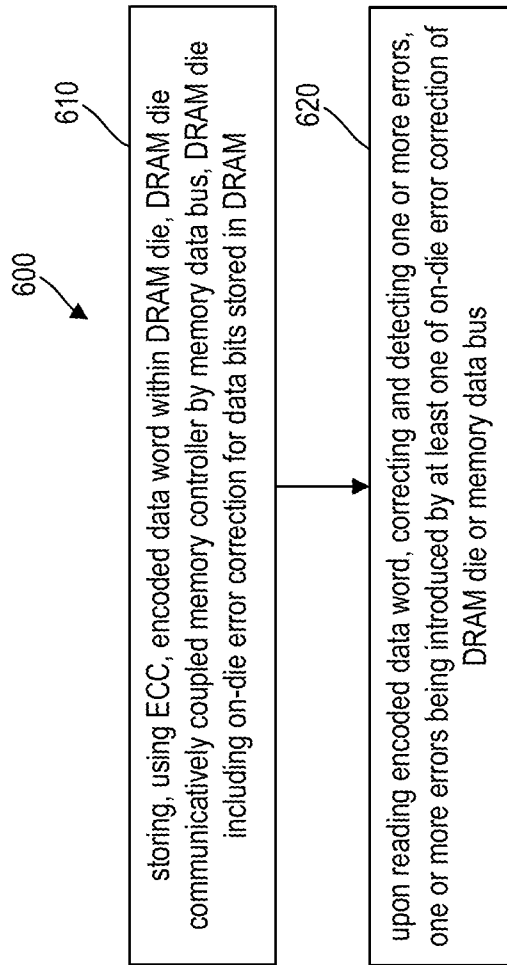 600
610
storing, using ECC, encoded data word within DRAM die, DRAM die
communicatively coupled memory controller by memory data bus, DRAM die
including on-die error correction for data bits stored in DRAM
620
upon reading encoded data word, correcting and detecting one or more errors,
one or more errors being introduced by at least one of on-die error correction of
DRAM die or memory data bus